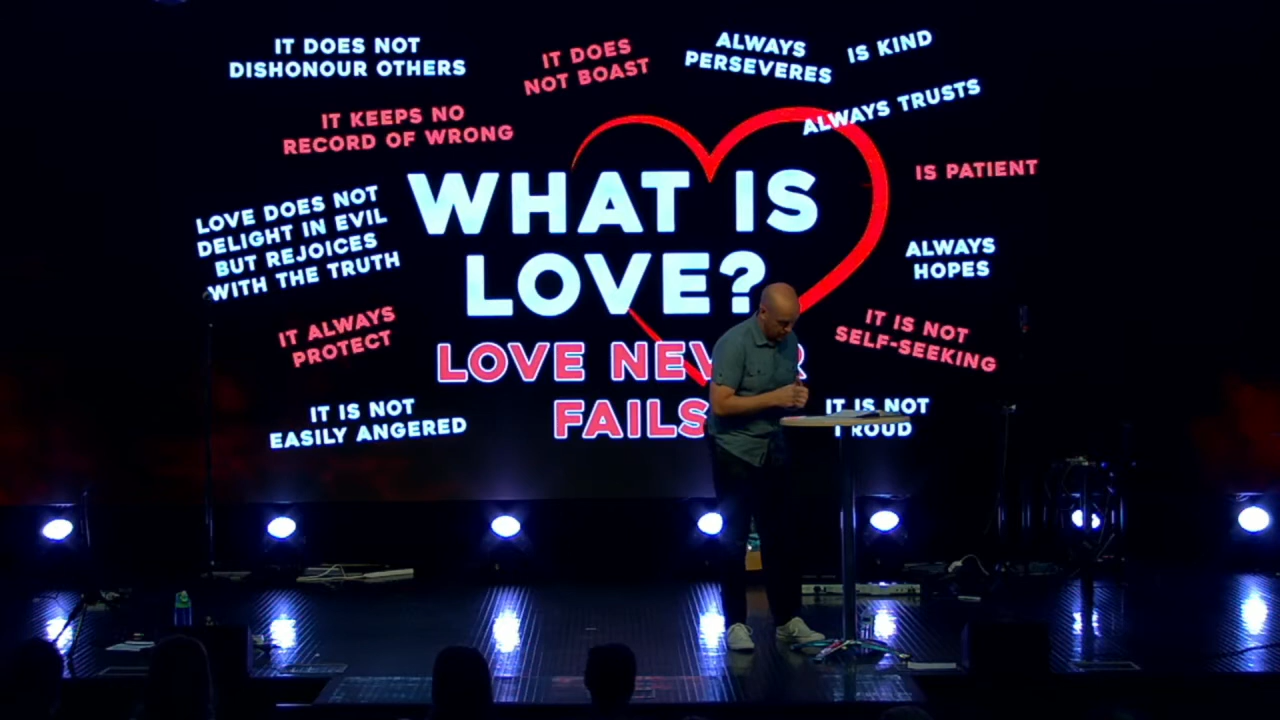 IT DOES NOT
DISHONOUR OTHERS
IT DOES
NOT BOAST
ALWAYS
PERSEVERES
IS KIND
ALWAYS TRUSTS
IT KEEPS NO
RECORD OF WRONG
IS PATIENT
WHAT IS
LOVE?
LOVE DOES NOT
DELIGHT IN EVIL
BUT REJOICES
WITH THE TRUTH
ALWAYS
HOPES
IT ALWAYS
PROTECT
LOVE
FAILS
IT IS NOT
SELF-SEEKING
IT IS NOT
EASILY ANGERED
IT IS NOT
PROUD